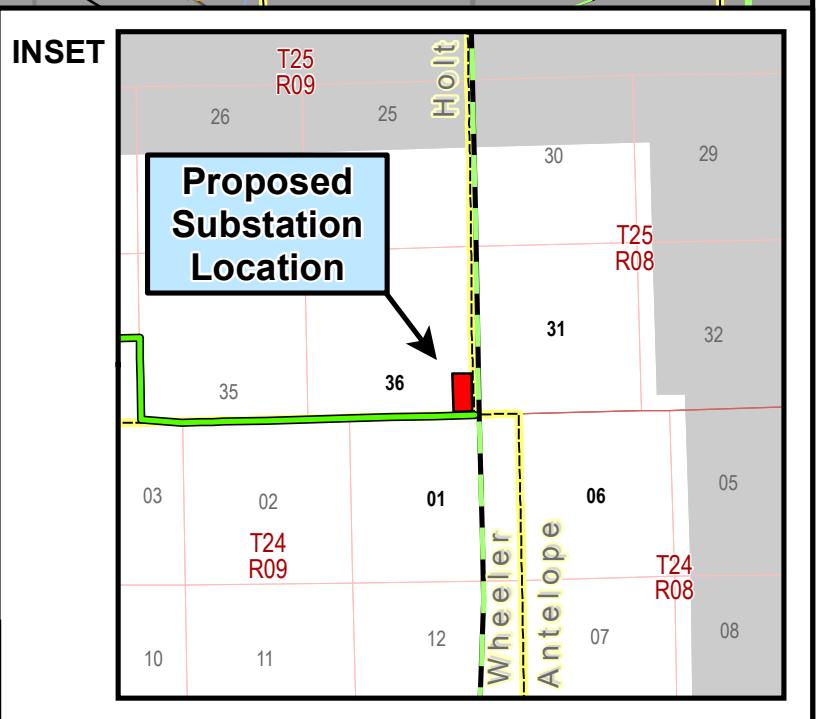 INSET
T25
R09
Holt
26
25
30
29
Proposed
Substation
Location
T25
R08
31
32
35
36
03
02
01
06
05
T24
R09
Wheeler
Antelope
T24
R08
10
11
12
07
08